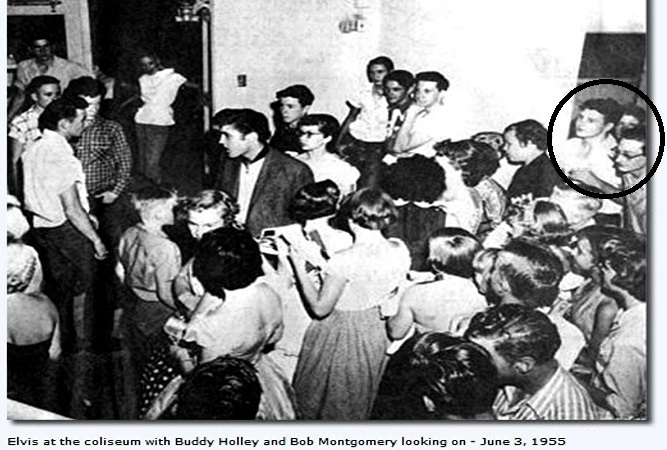 Elvis at the coliseum with Buddy Holley and Bob Montgomery looking on - June 3, 1955